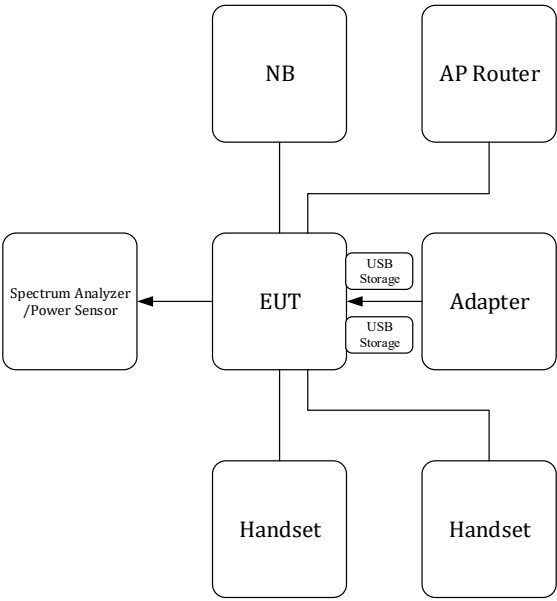 NB
AP Router
Spectrum Analyzer
/Power Sensor
EUT
USB
Storage
USB
Storage
Adapter
Handset
Handset